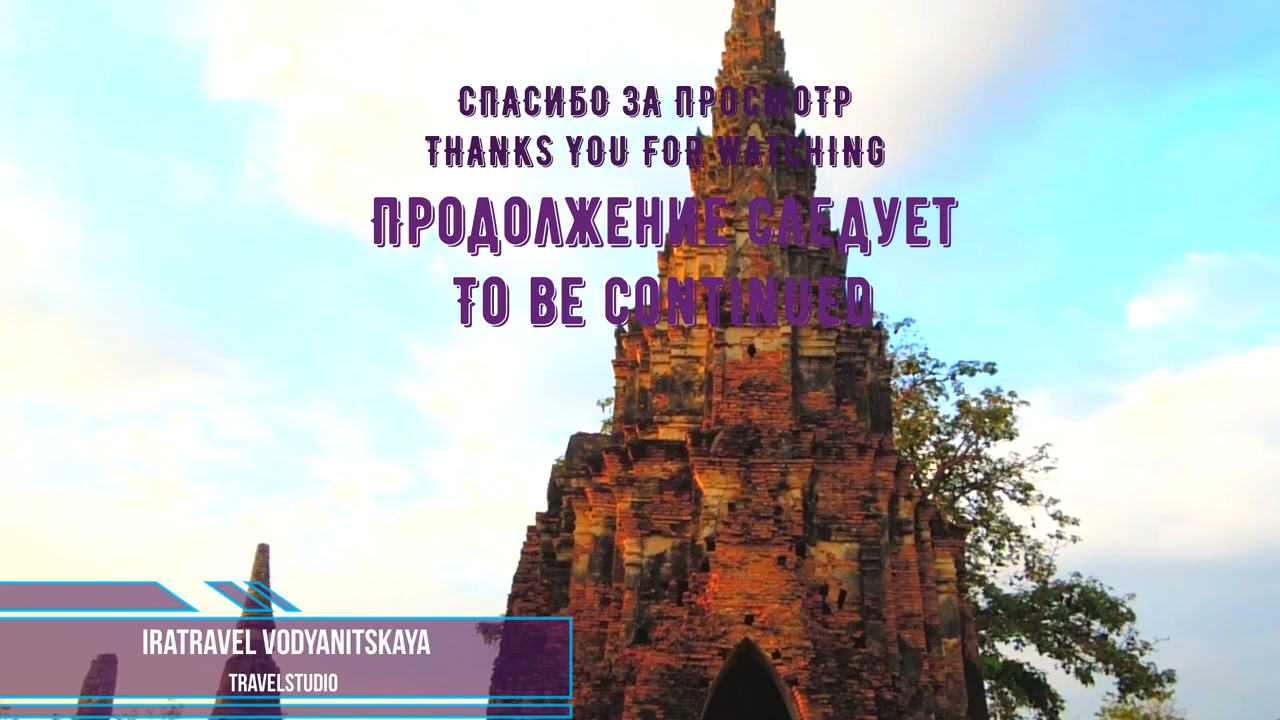 СПАСИБО ЗА ПРОСМОТР
THANKS YOU FOR WATCHING
ПРОДОЛЖЕНИЕ СЛЕДУЕТ
TO BE CONTINUED
IRATRAVEL VODYANITSKAYA
TRAVELSTUDIO